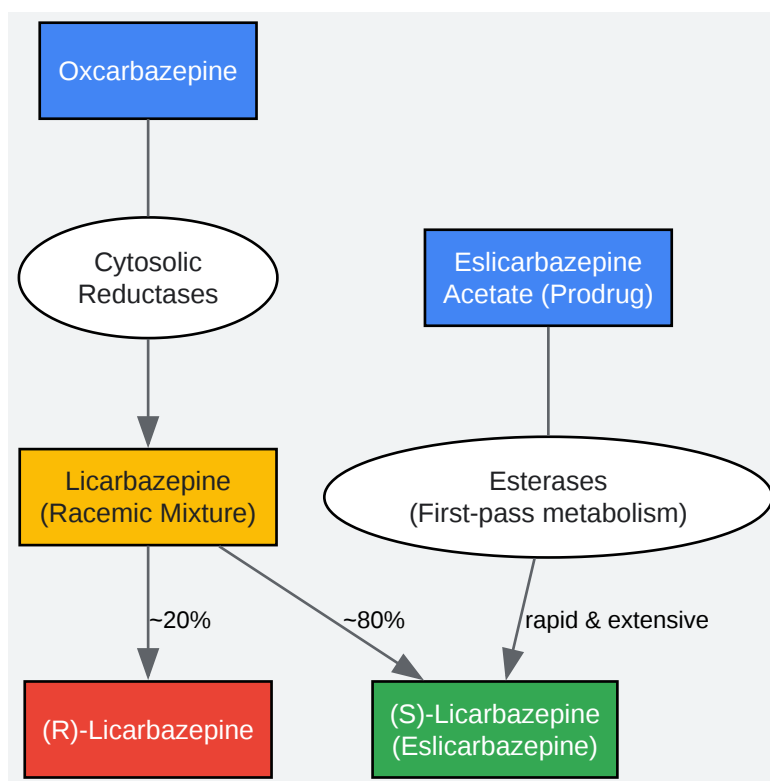 Oxcarbazepine
Cytosolic
Reductases
Eslicarbazepine
Acetate (Prodrug)
Licarbazepine
(Racemic Mixture)
Esterases
(First-pass metabolism)
~20%
~80%
rapid & extensive
(R)-Licarbazepine
(S)-Licarbazepine
(Eslicarbazepine)